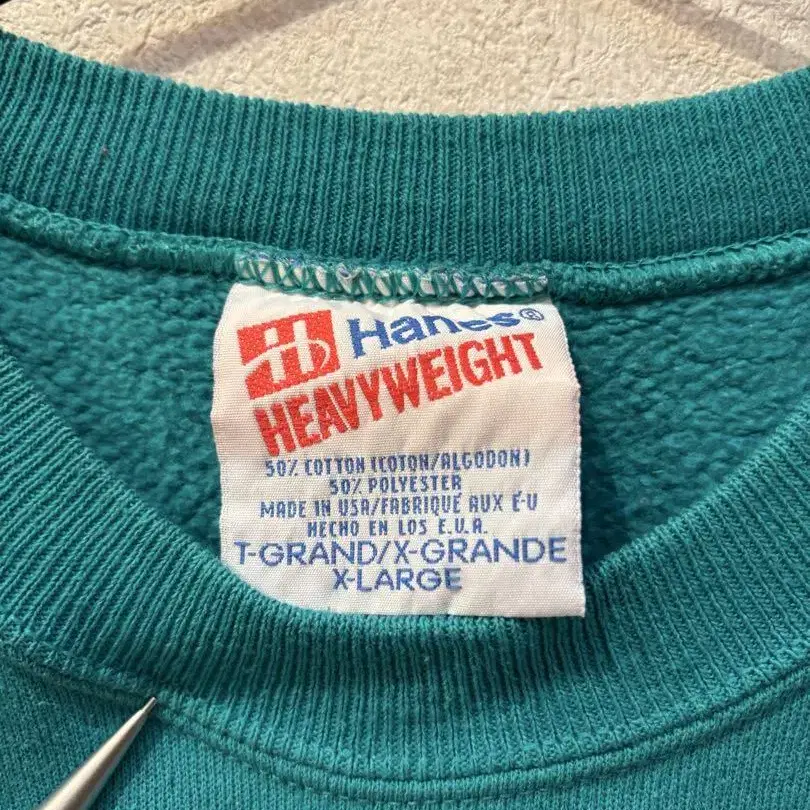 H Hanes®
HEAVYWEIGHT
50% COTTON (COTON/ALGODON)
50% POLYESTER
MADE IN USA/FABRIQUÉ AUX É-U
HECHO EN LOS E.U.A.
T-GRAND/X-GRANDE
X-LARGE